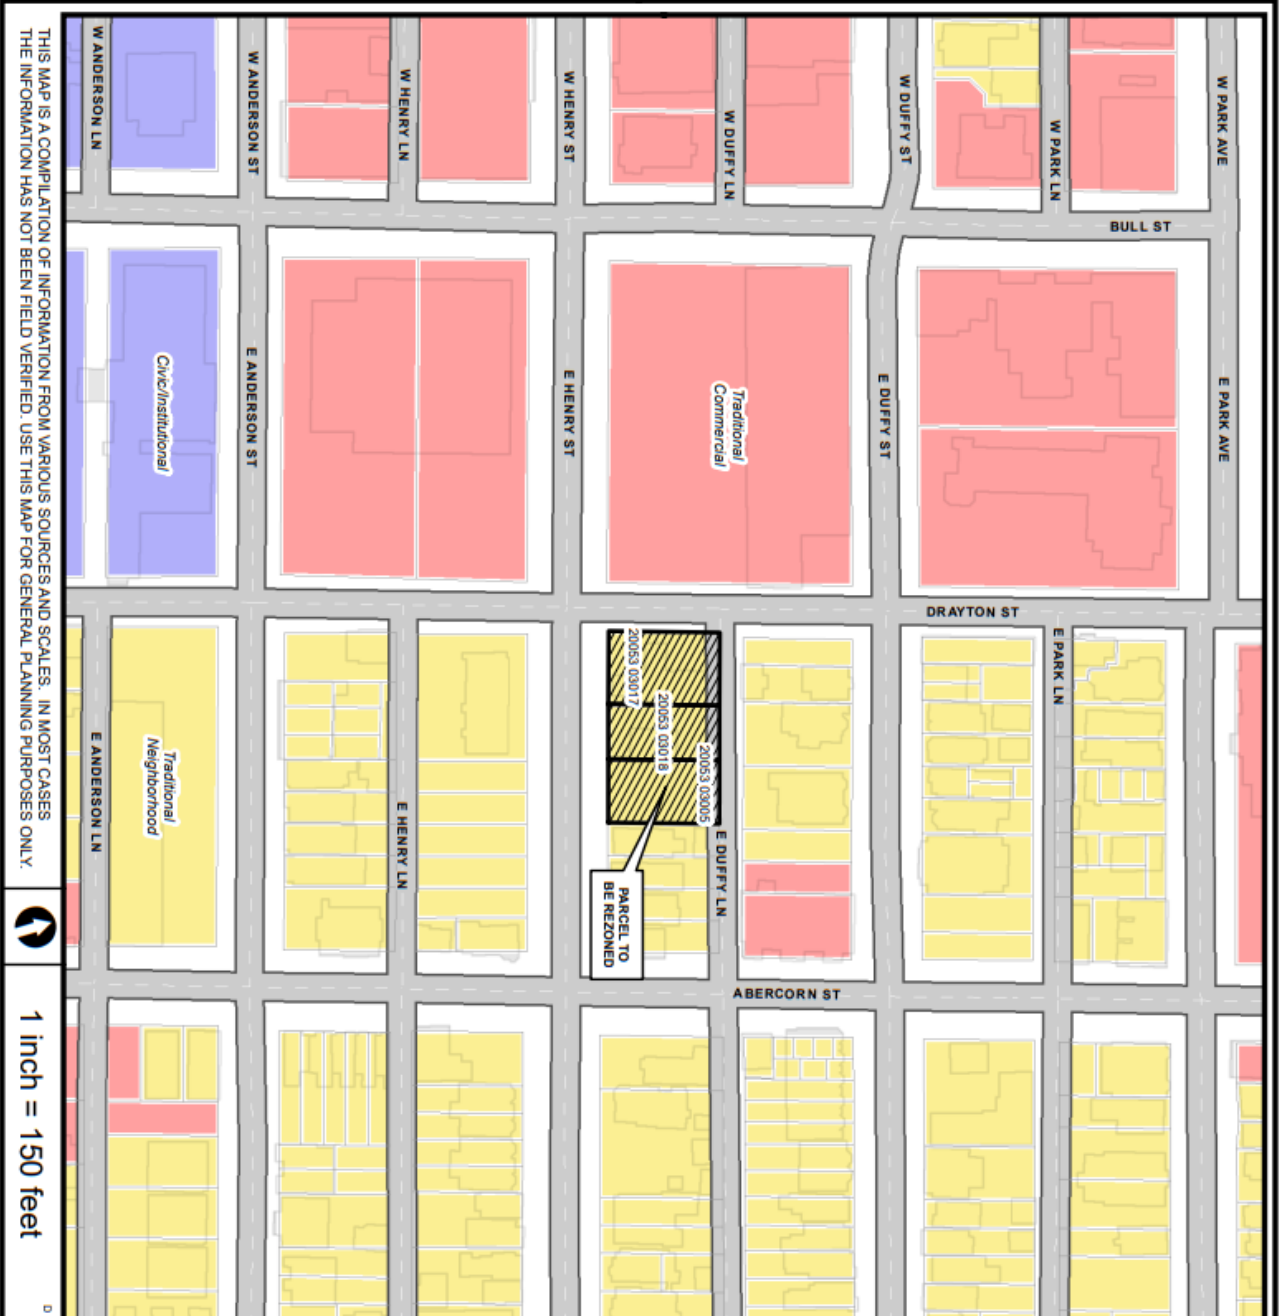 W ANDERSON LN
W ANDERSON ST
W HENRY LN
W HENRY ST
W DUFFY LN
W DUFFY ST
W PARK LN
W PARK AVE
BULL ST
Civic/Institutional
E ANDERSON ST
E HENRY ST
Traditional
Commercial
E DUFFY ST
E PARK AVE
DRAYTON ST
E PARK LN
20053 03017
20053 03018
20053 03005
E ANDERSON LN
Traditional
Neighborhood
E HENRY LN
E DUFFY LN
PARCEL TO
BE REZONED
ABERCORN ST
THIS MAP IS A COMPILATION OF INFORMATION FROM VARIOUS SOURCES AND SCALES. IN MOST CASES
THE INFORMATION HAS NOT BEEN FIELD VERIFIED. USE THIS MAP FOR GENERAL PLANNING PURPOSES ONLY.
1 inch = 150 feet
D